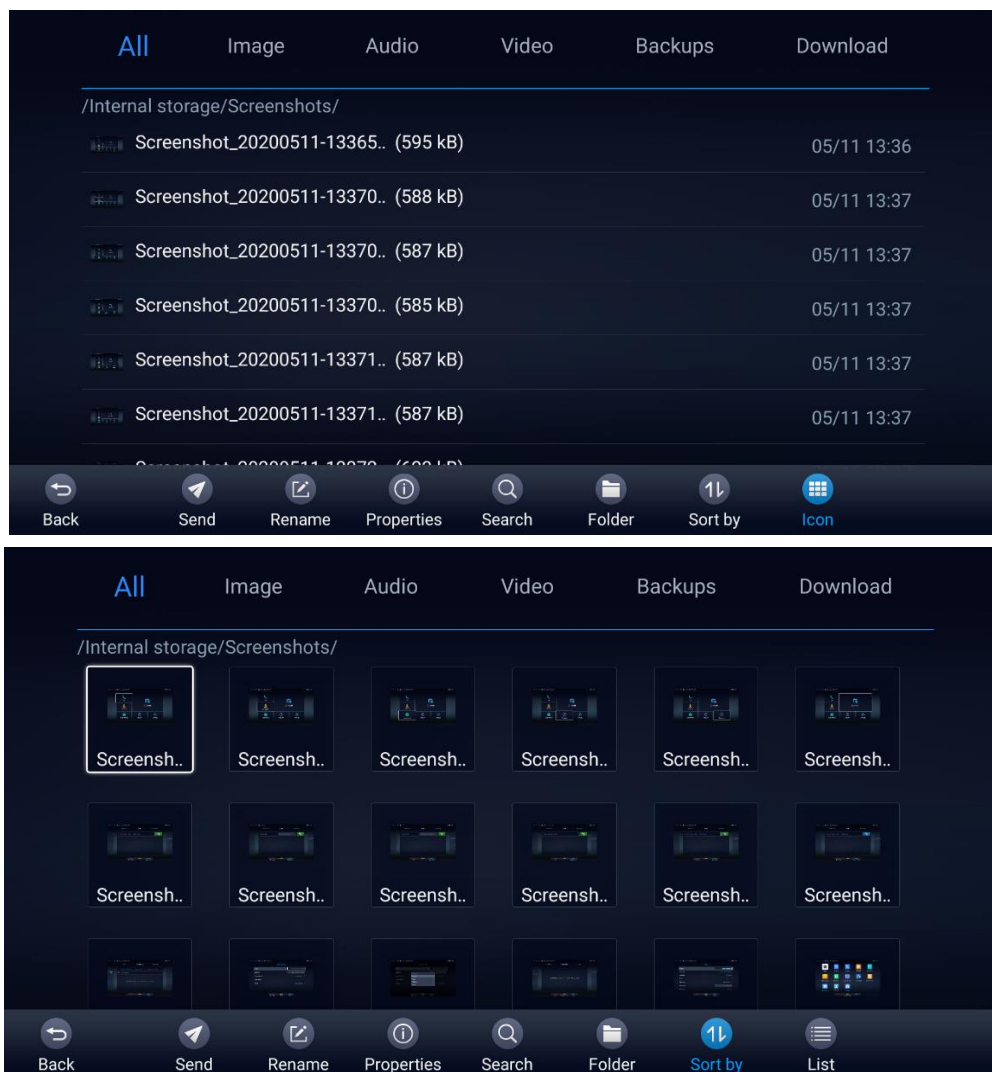 All Image Audio Video Backups Download
/Internal storage/Screenshots/
Screenshot_20200511-13365.. (595 kB) 05/11 13:36
Screenshot_20200511-13370.. (588 kB) 05/11 13:37
Screenshot_20200511-13370.. (587 kB) 05/11 13:37
Screenshot_20200511-13370.. (585 kB) 05/11 13:37
Screenshot_20200511-13371.. (587 kB) 05/11 13:37
Screenshot_20200511-13371.. (587 kB) 05/11 13:37
Back Send Rename Properties Search Folder Sort by Icon
All Image Audio Video Backups Download
/Internal storage/Screenshots/
Screensh.. Screensh.. Screensh.. Screensh.. Screensh.. Screensh..
Screensh.. Screensh.. Screensh.. Screensh.. Screensh.. Screensh..
Back Send Rename Properties Search Folder Sort by List